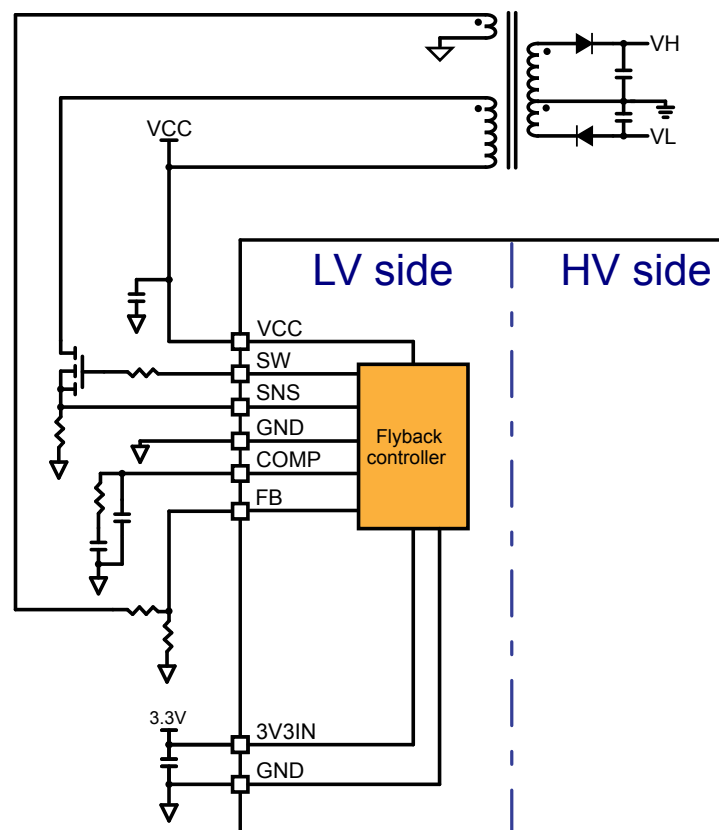 VH
VCC
VL
LV side
HV side
VCC
SW
SNS
GND
COMP
FB
Flyback
controller
3.3V
3V3IN
GND